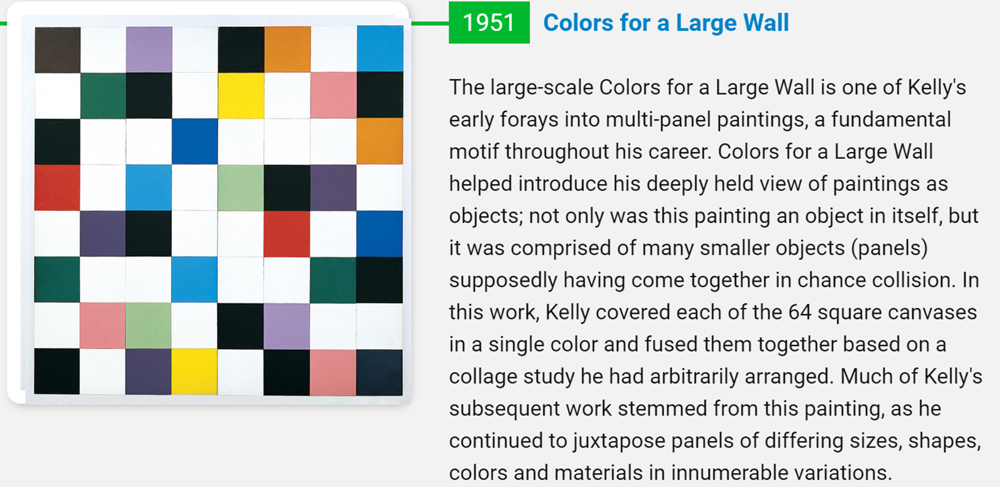 1951 Colors for a Large Wall
The large-scale Colors for a Large Wall is one of Kelly's
early forays into multi-panel paintings, a fundamental
motif throughout his career. Colors for a Large Wall
helped introduce his deeply held view of paintings as
objects; not only was this painting an object in itself, but
it was comprised of many smaller objects (panels)
supposedly having come together in chance collision. In
this work, Kelly covered each of the 64 square canvases
in a single color and fused them together based on a
collage study he had arbitrarily arranged. Much of Kelly's
subsequent work stemmed from this painting, as he
continued to juxtapose panels of differing sizes, shapes,
colors and materials in innumerable variations.